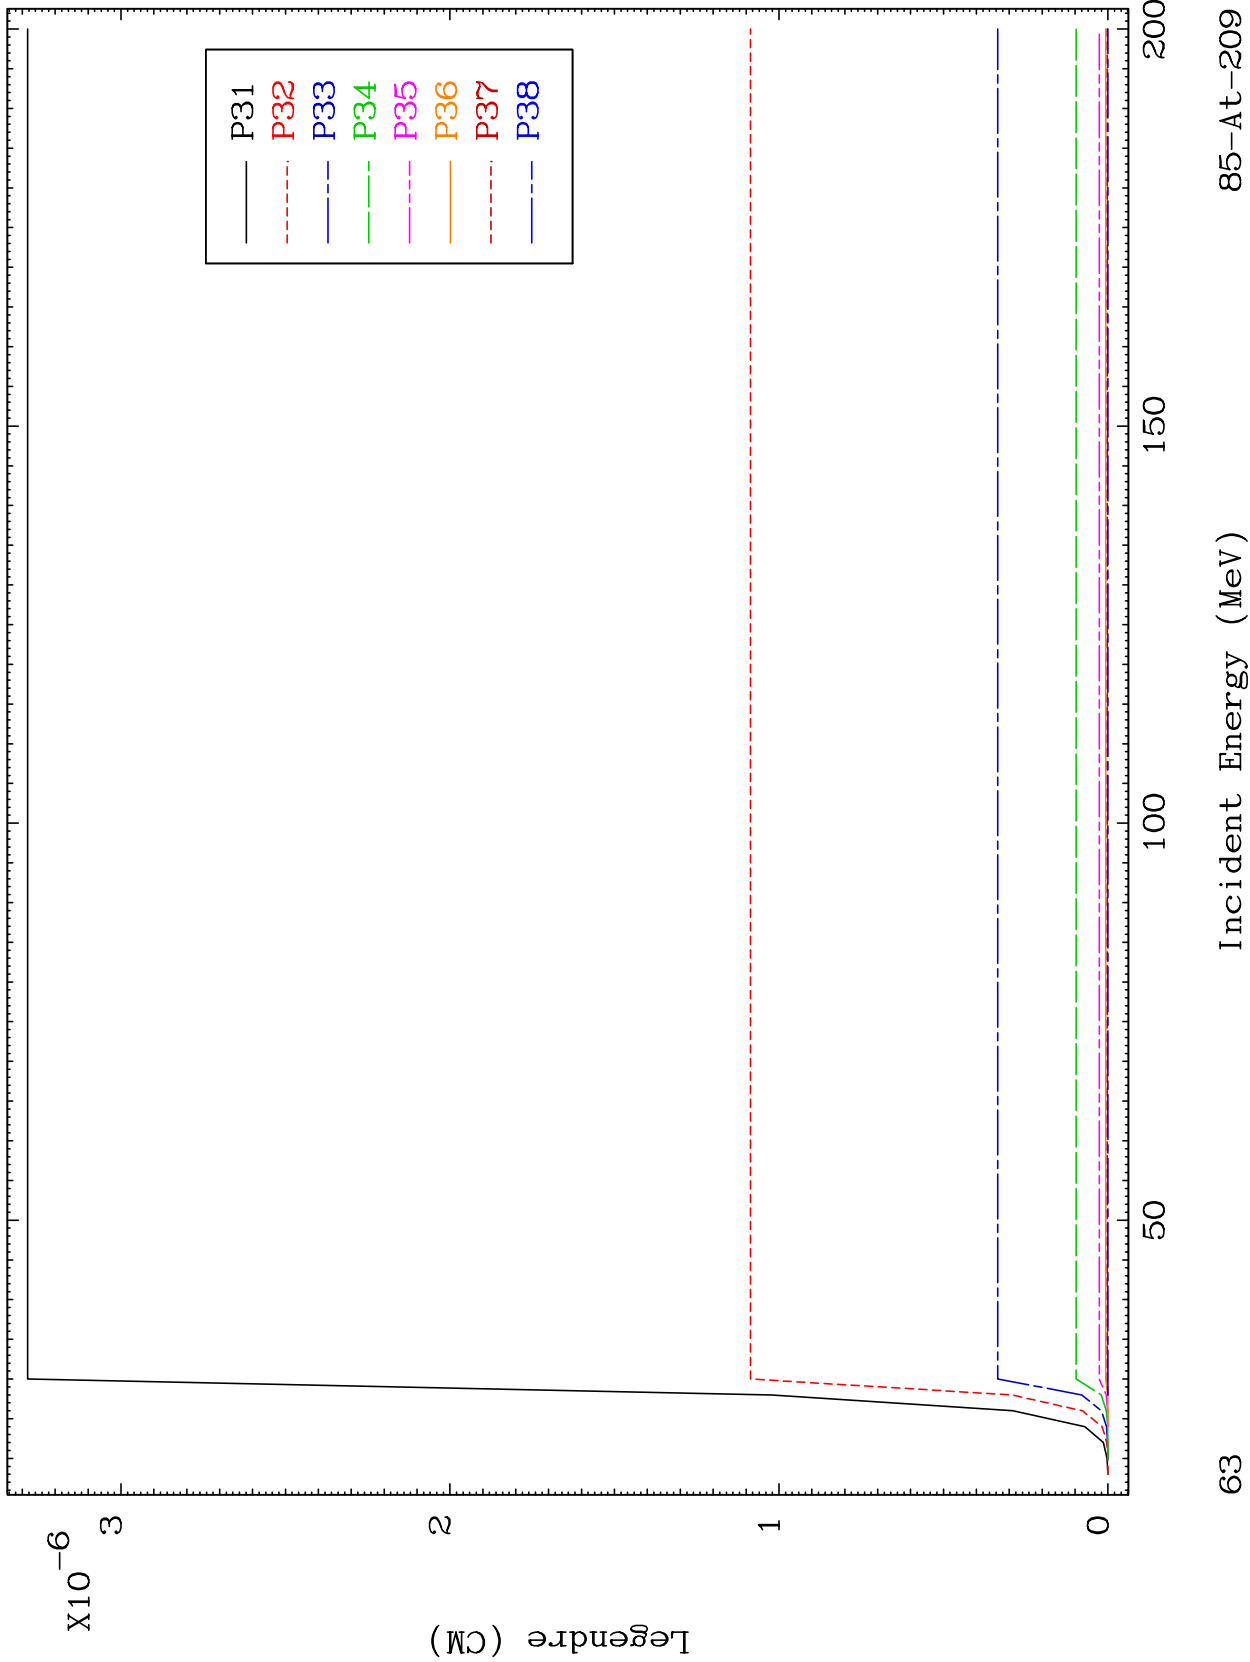 X10-6
3
2
1
0
Legendre (CM)
P31
P32
P33
P34
P35
P36
P37
P38
50
100
150
200
Incident Energy (MeV)
63
85-At-209